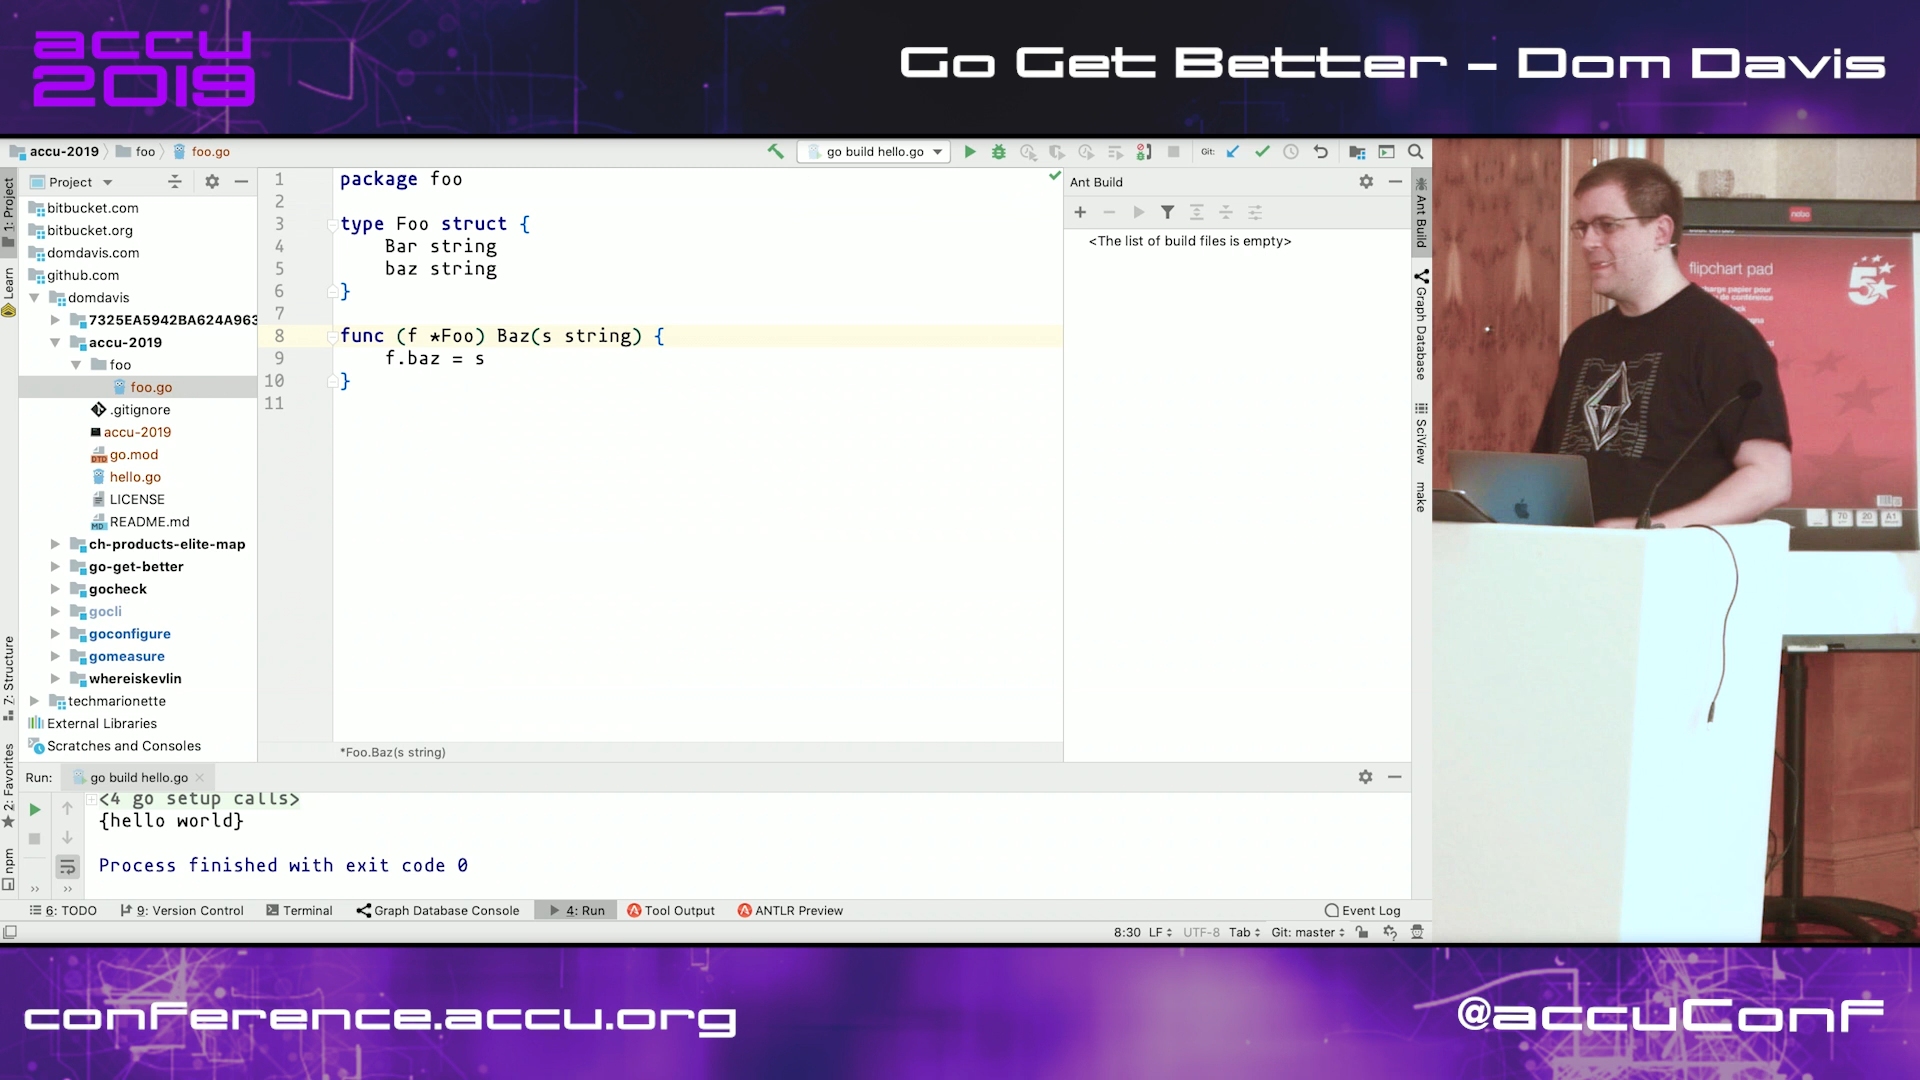 accu
2019
Go Get Better – Dom Davis
accu-2019
foo
foo.go
go build hello.go
Git:
1: Project
Learn
Z: Structure
2: Favorites
npm
Project
bitbucket.com
bitbucket.org
domdavis.com
github.com
domdavis
7325EA5942BA624A963
accu-2019
foo
foo.go
.gitignore
accu-2019
go.mod
hello.go
LICENSE
README.md
ch-products-elite-map
go-get-better
gocheck
gocli
goconfigure
gomeasure
whereiskevlin
techmarionette
External Libraries
Scratches and Consoles
1 package foo
2
3 type Foo struct {
4 Bar string
5 baz string
6 }
7
8 func (f *Foo) Baz(s string) {
9 f.baz = s
10 }
11
*Foo.Baz(s string)
Ant Build
<The list of build files is empty>
Ant Build
Graph Database
SciView
make
nobo
flipchart pad
5
70 20 A1
Run:
go build hello.go
<4 go setup calls>
{hello world}
Process finished with exit code 0
6: TODO
9: Version Control
Terminal
Graph Database Console
4: Run
Tool Output
ANTLR Preview
Event Log
8:30 LF UTF-8 Tab Git: master
conference.accu.org
@accuConf